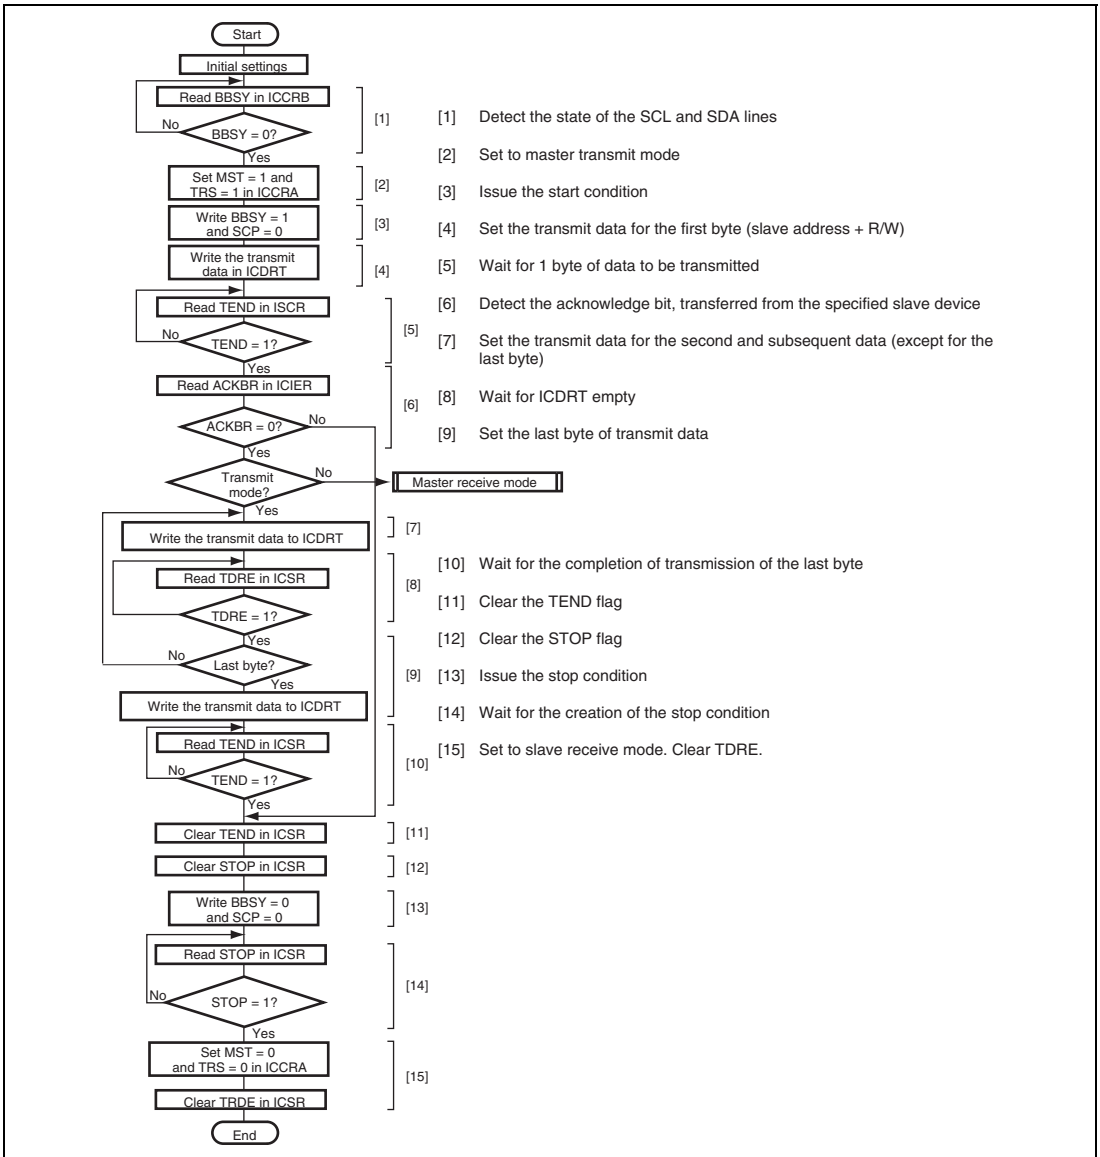 Start
Initial settings
Read BBSY in ICCRB
No
BBSY = 0?
Yes
[1]
Set MST = 1 and
TRS = 1 in ICCRA
[2]
Write BBSY = 1
and SCP = 0
[3]
Write the transmit
data in ICDRT
[4]
Read TEND in ISCR
No
TEND = 1?
Yes
[5]
Read ACKBR in ICIER
ACKBR = 0?
No
Yes
[6]
Transmit
mode?
No
Yes
Master receive mode
Write the transmit data to ICDRT
[7]
Read TDRE in ICSR
TDRE = 1?
Yes
[8]
No
Last byte?
Yes
Write the transmit data to ICDRT
[9]
Read TEND in ICSR
No
TEND = 1?
Yes
[10]
Clear TEND in ICSR
[11]
Clear STOP in ICSR
[12]
Write BBSY = 0
and SCP = 0
[13]
Read STOP in ICSR
No
STOP = 1?
Yes
[14]
Set MST = 0
and TRS = 0 in ICCRA
Clear TRDE in ICSR
[15]
End
[1] Detect the state of the SCL and SDA lines
[2] Set to master transmit mode
[3] Issue the start condition
[4] Set the transmit data for the first byte (slave address + R/W)
[5] Wait for 1 byte of data to be transmitted
[6] Detect the acknowledge bit, transferred from the specified slave device
[7] Set the transmit data for the second and subsequent data (except for the
last byte)
[8] Wait for ICDRT empty
[9] Set the last byte of transmit data
[10] Wait for the completion of transmission of the last byte
[11] Clear the TEND flag
[12] Clear the STOP flag
[13] Issue the stop condition
[14] Wait for the creation of the stop condition
[15] Set to slave receive mode. Clear TDRE.